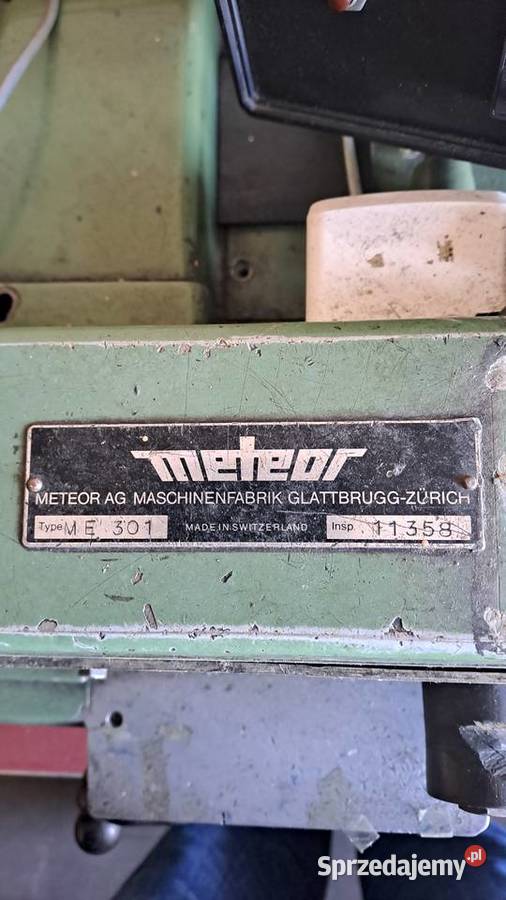 meteor
METEOR AG MASCHINENFABRIK GLATTBRUGG-ZÜRICH
Type ME 301 MADE IN SWITZERLAND Insp. 11358
Sprzedajemy.pl